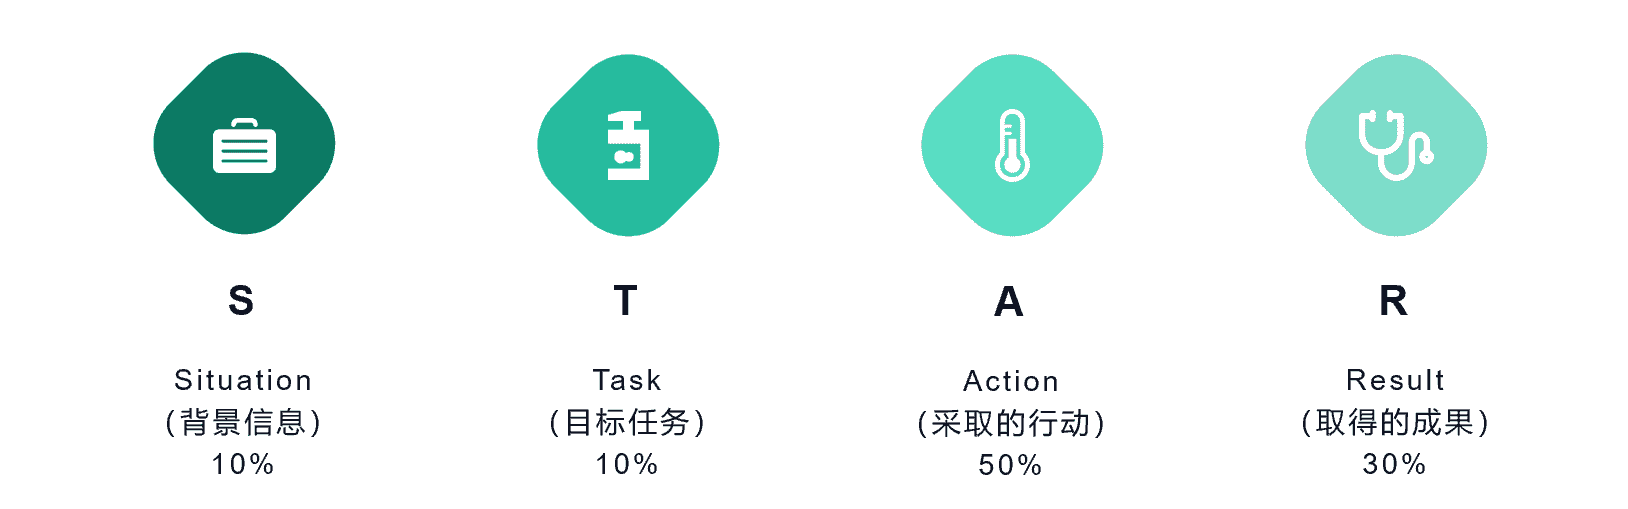 S
Situation
(背景信息)
10%
T
Task
(目标任务)
10%
A
Action
(采取的行动)
50%
R
Result
(取得的成果)
30%